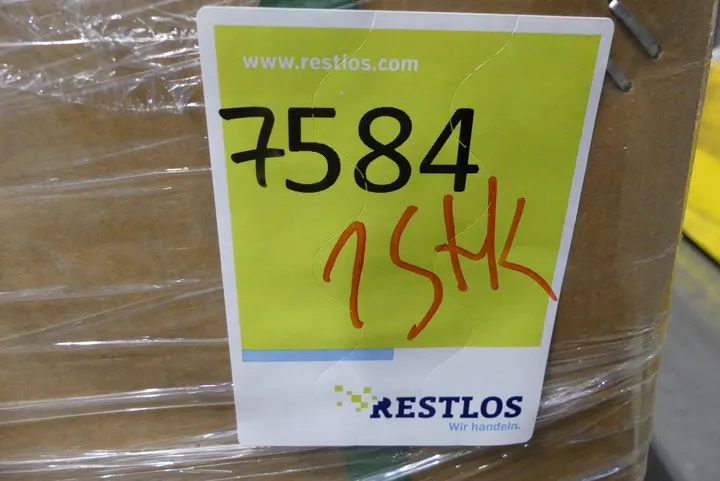 www.restlos.com
7584
1 Stk
RESTLOS
Wir handeln.